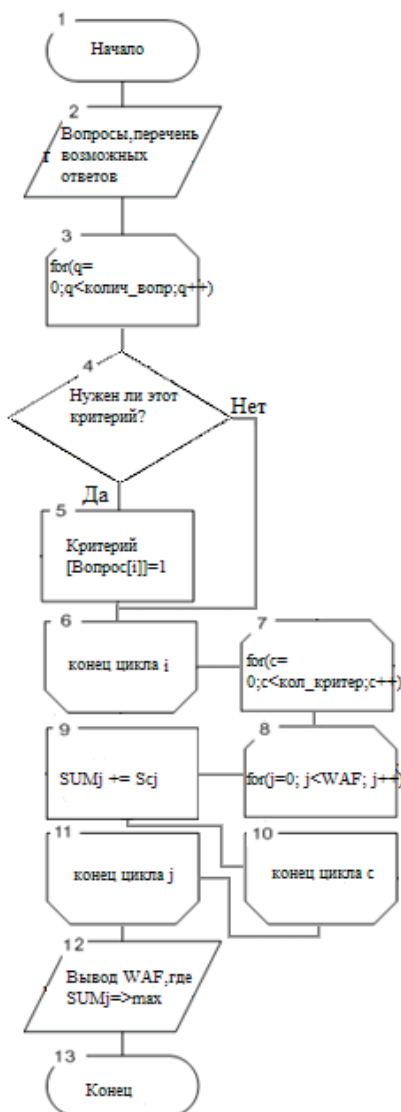 1
Начало
2
Вопросы,перечень
возможных
ответов
3
for(q=
0;q<колич_вопр;q++)
4
Нужен ли этот
критерий?
Нет
Да
5
Критерий
[Вопрос[i]]=1
6
конец цикла i
7
for(c=
0;c<кол_критер;c++)
8
for(j=0; j<WAF; j++)
9
SUMj += Scj
10
конец цикла c
11
конец цикла j
12
Вывод WAF,где
SUMj=>max
13
Конец